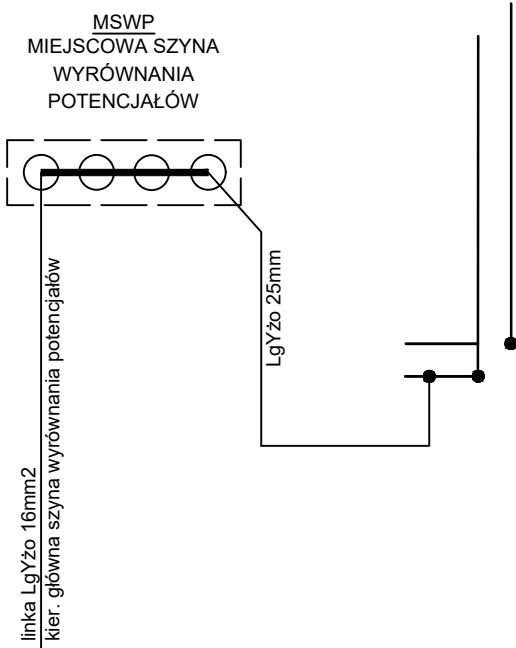 MSWP
MIEJSCOWA SZYNA
WYRÓWNANIA
POTENCJAŁÓW
LgYżo 25mm
linka LgYżo 16mm2
kier. główna szyna wyrównania potencjałów